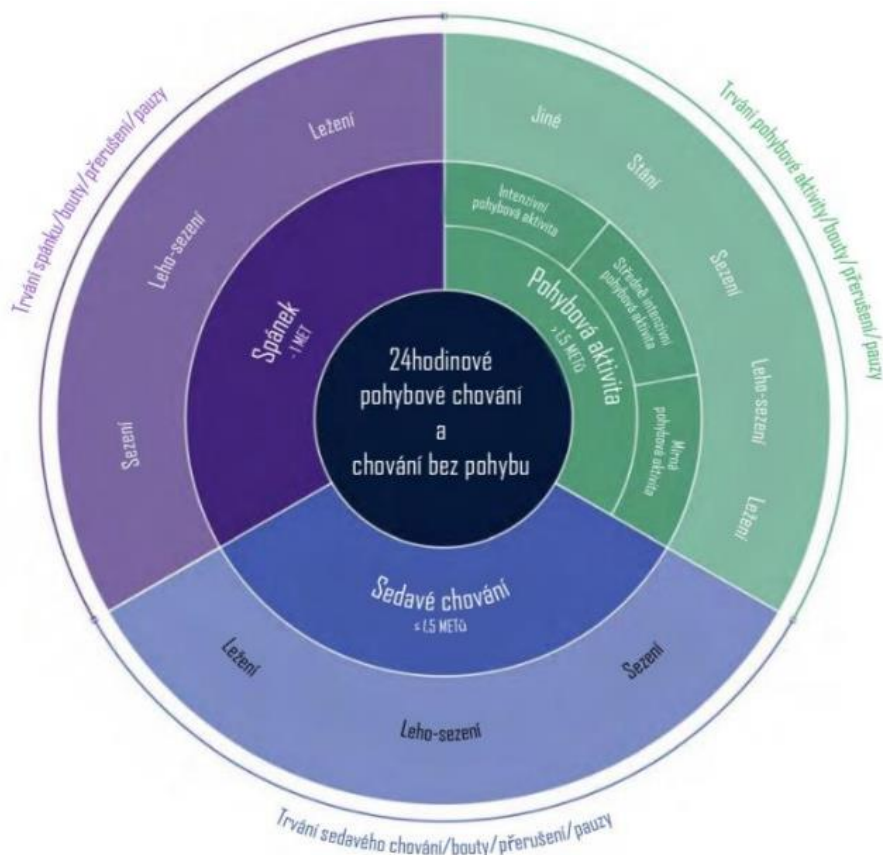 24hodinové
pohybové chování
a
chování bez pohybu
Spánek
~1 MET
Ležení
Leho-sezení
Sezení
Trvání spánku/bouty/přerušení/pauzy
Pohybová aktivita
> 1,5 METů
Intenzivní
pohybová aktivita
Středně intenzivní
pohybová aktivita
Mírná
pohybová aktivita
Jiné
Stání
Sezení
Leho-sezení
Ležení
Trvání pohybové aktivity/bouty/přerušení/pauzy
Sedavé chování
≤ 1,5 METů
Ležení
Leho-sezení
Sezení
Trvání sedavého chování/bouty/přerušení/pauzy